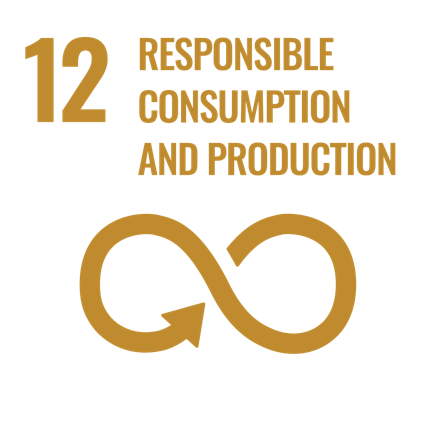 12 RESPONSIBLE
CONSUMPTION
AND PRODUCTION